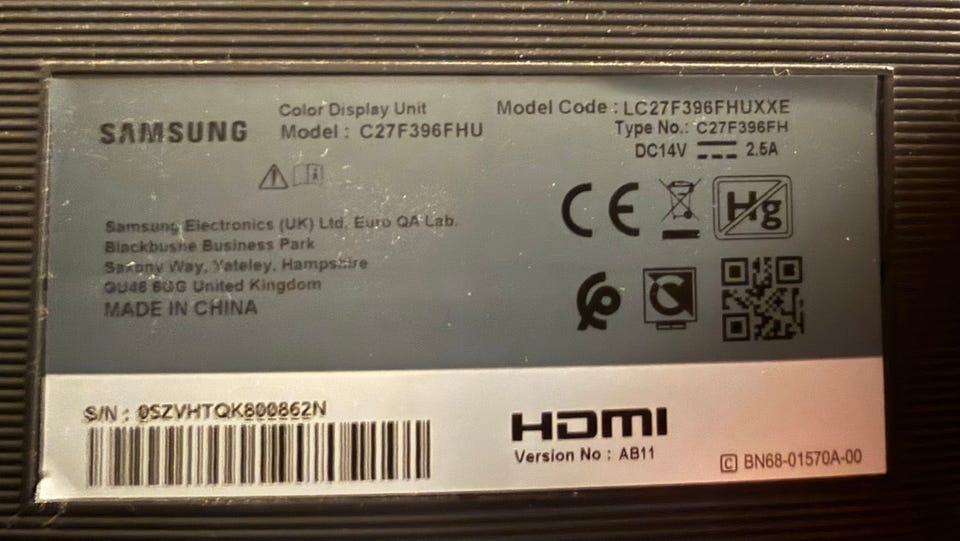 SAMSUNG
Color Display Unit
Model : C27F396FHU
Model Code : LC27F396FHUXXE
Type No.: C27F396FH
DC14V 2.5A
CE
Hg
Samsung Electronics (UK) Ltd, Euro QA Lab.
Blackbushe Business Park
Saxony Way, Yateley, Hampshire
GU46 6GG United Kingdom
MADE IN CHINA
S/N : 0SZVHTQK800862N
HDMI
Version No : AB11
C BN68-01570A-00